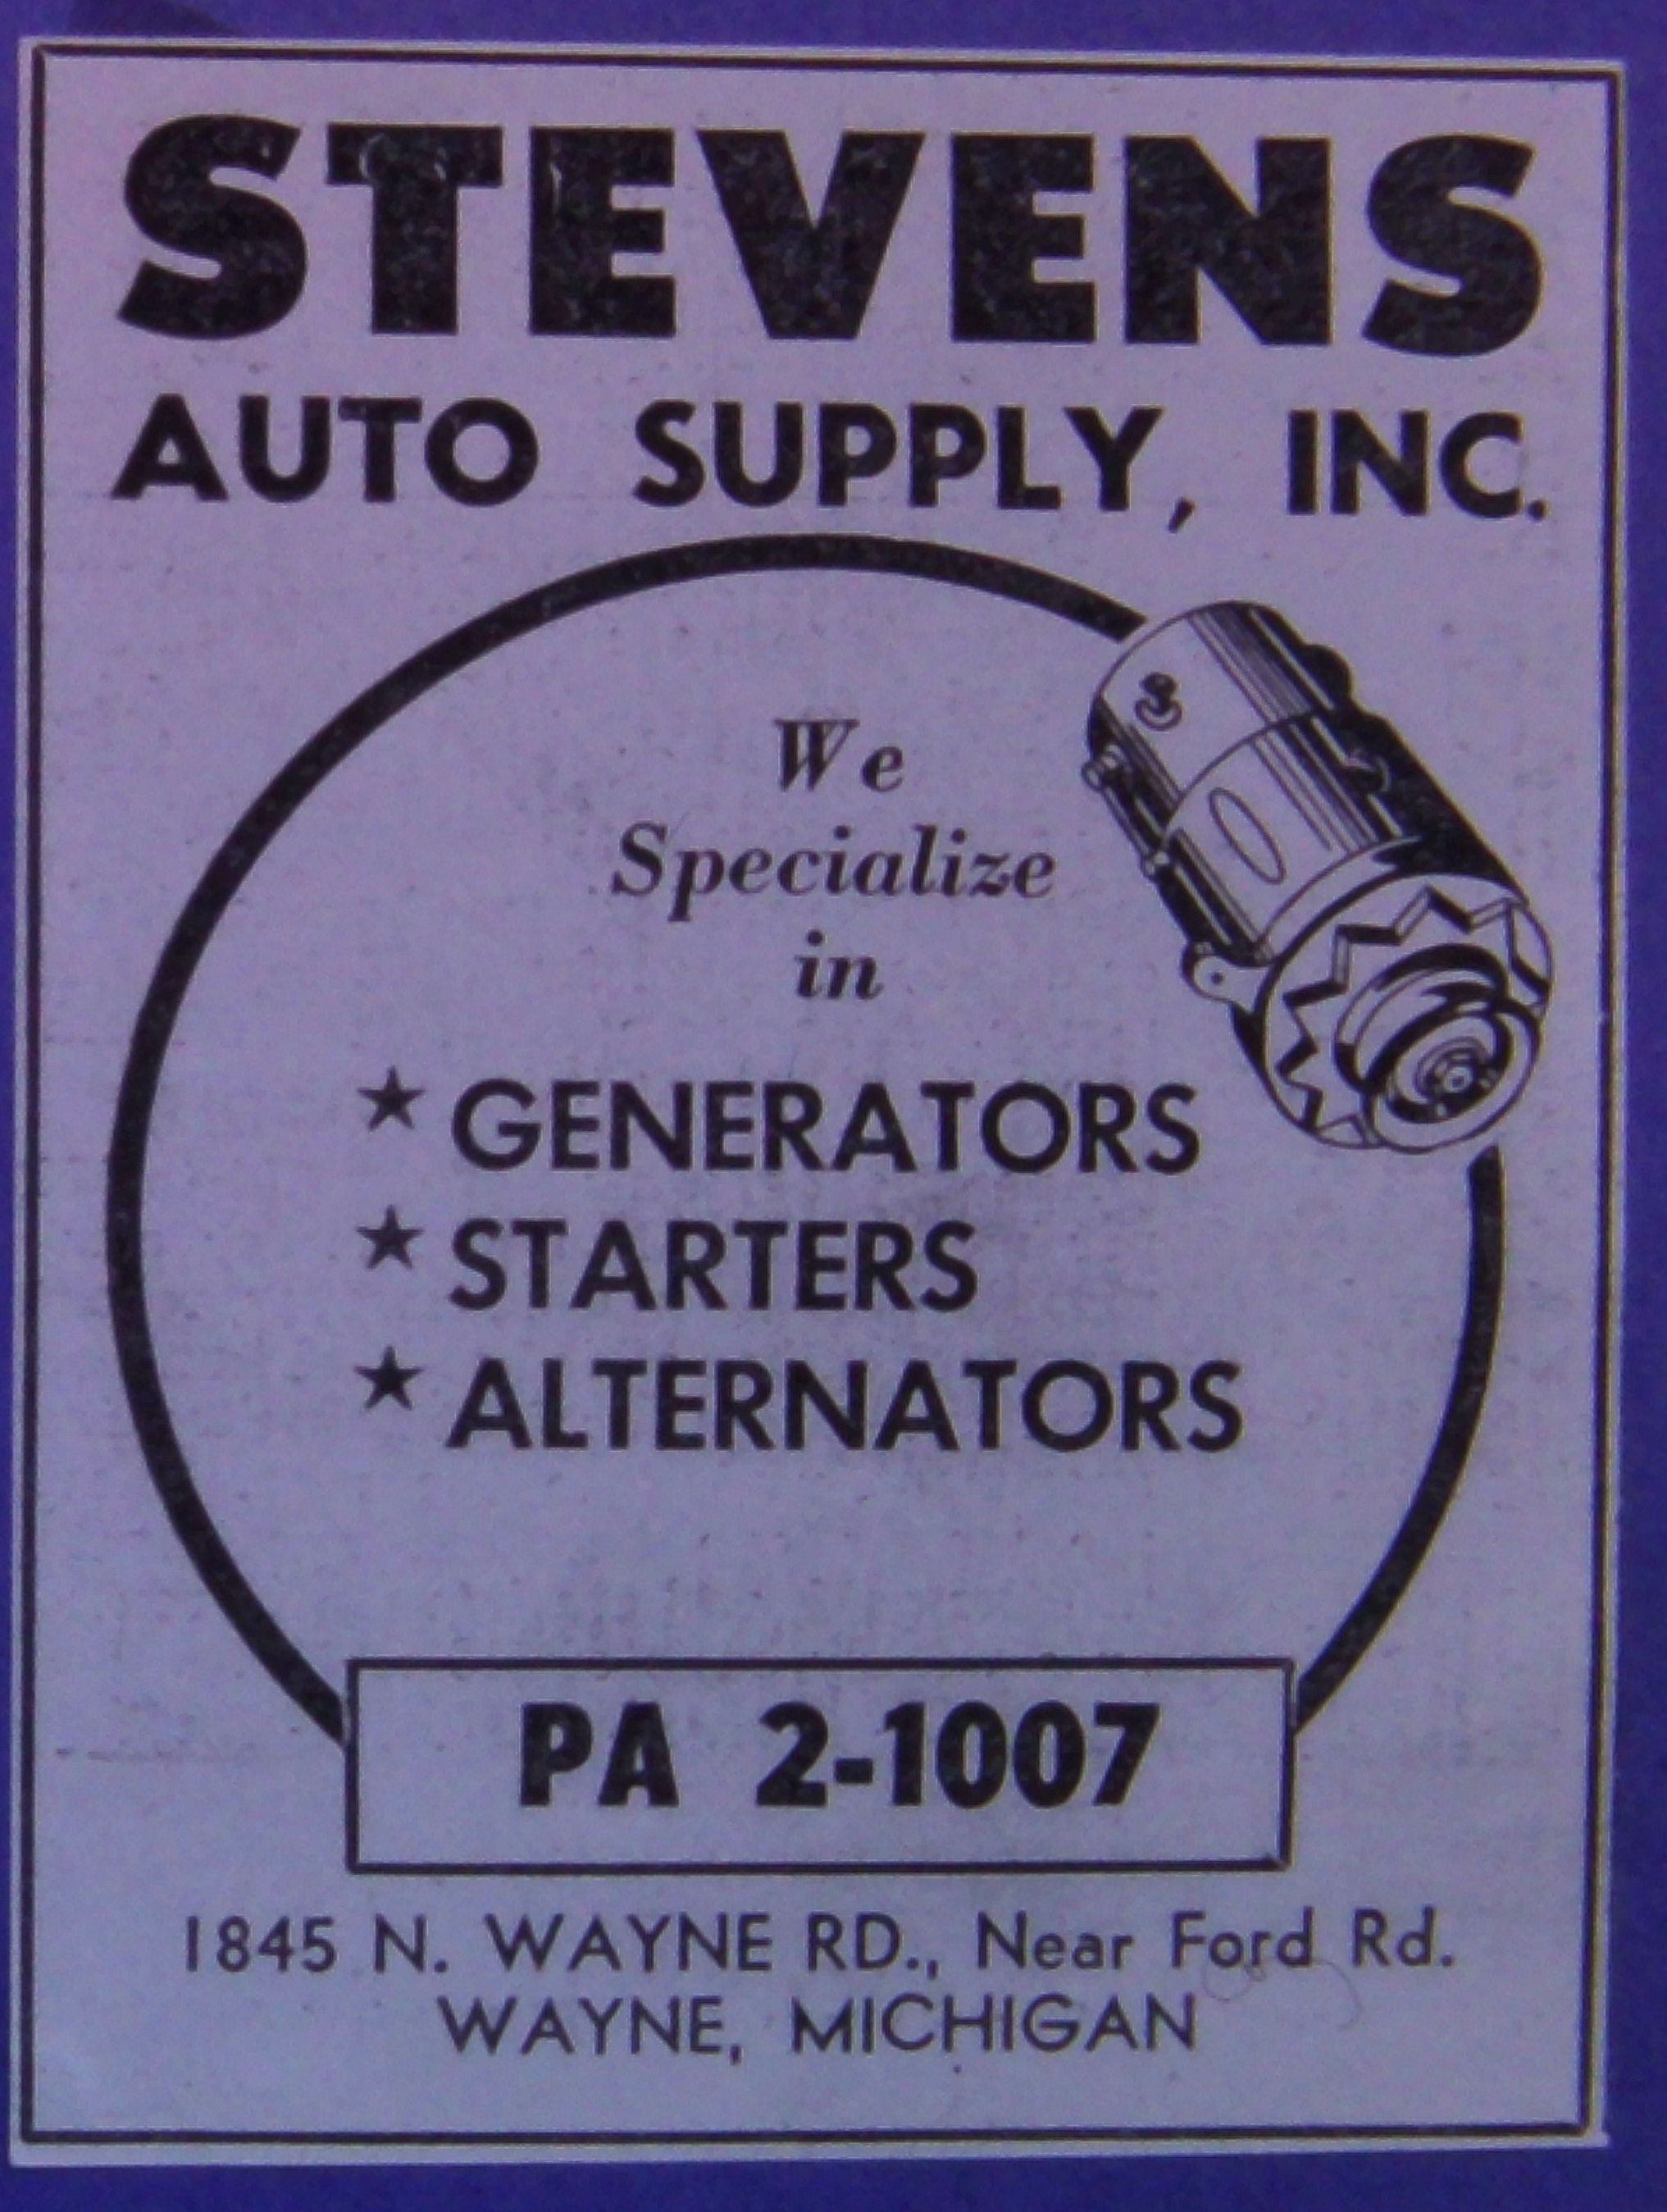 STEVENS
AUTO SUPPLY, INC.
We
Specialize
in
★ GENERATORS
★ STARTERS
★ ALTERNATORS
PA 2-1007
1845 N. WAYNE RD., Near Ford Rd.
WAYNE, MICHIGAN